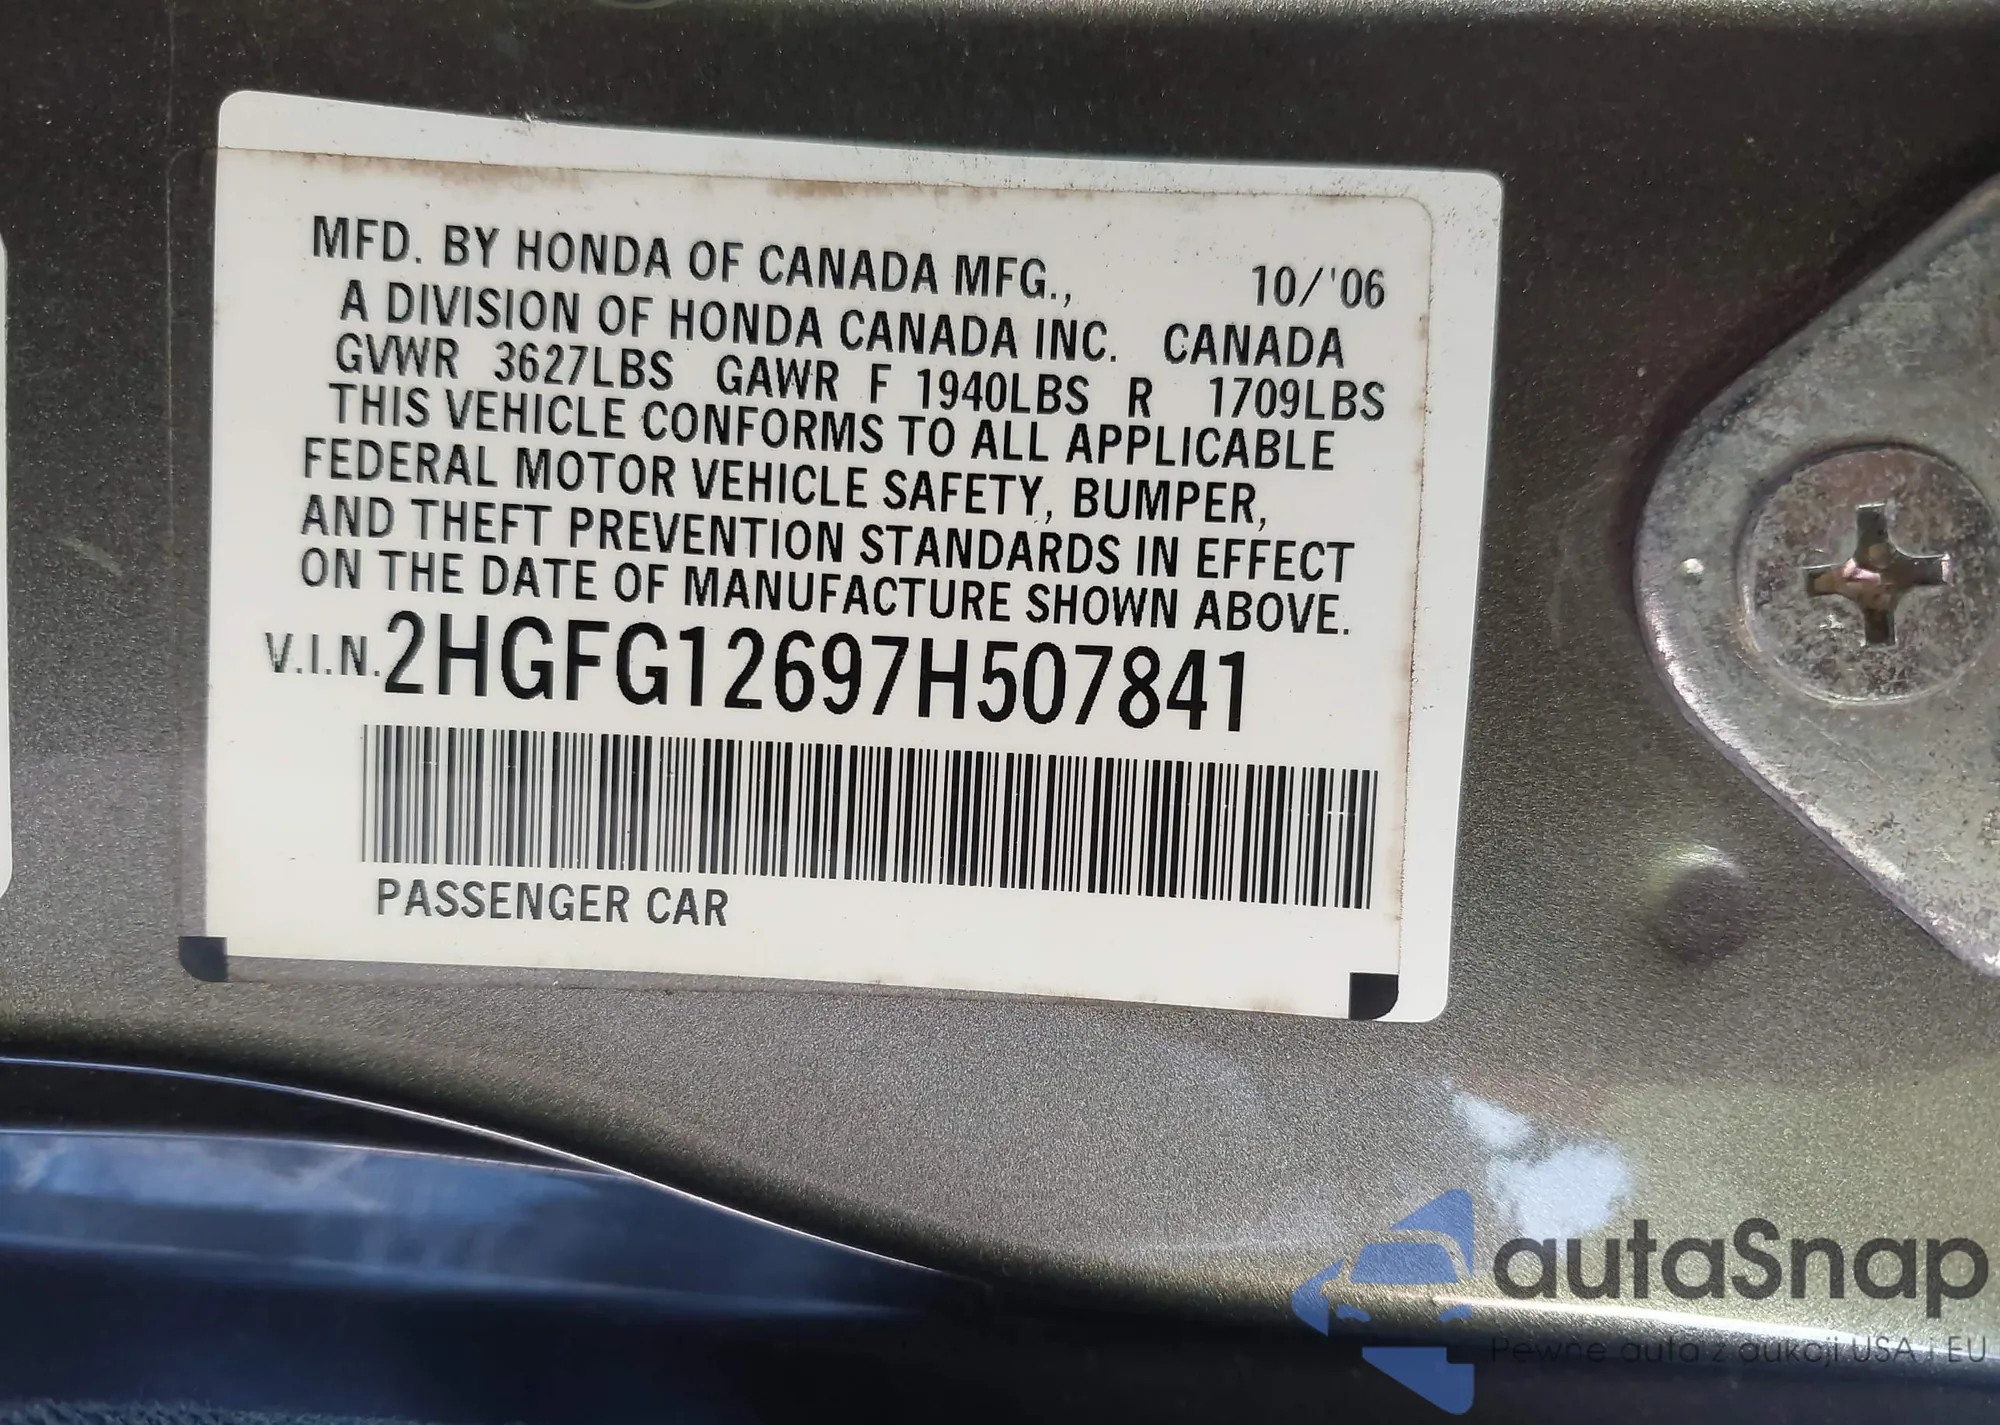 MFD. BY HONDA OF CANADA MFG., 10/'06
A DIVISION OF HONDA CANADA INC. CANADA
GVWR 3627LBS GAWR F 1940LBS R 1709LBS
THIS VEHICLE CONFORMS TO ALL APPLICABLE
FEDERAL MOTOR VEHICLE SAFETY, BUMPER,
AND THEFT PREVENTION STANDARDS IN EFFECT
ON THE DATE OF MANUFACTURE SHOWN ABOVE.
V.I.N. 2HGFG12697H507841
PASSENGER CAR
autaSnap
Pewne auta z aukcji USA i EU